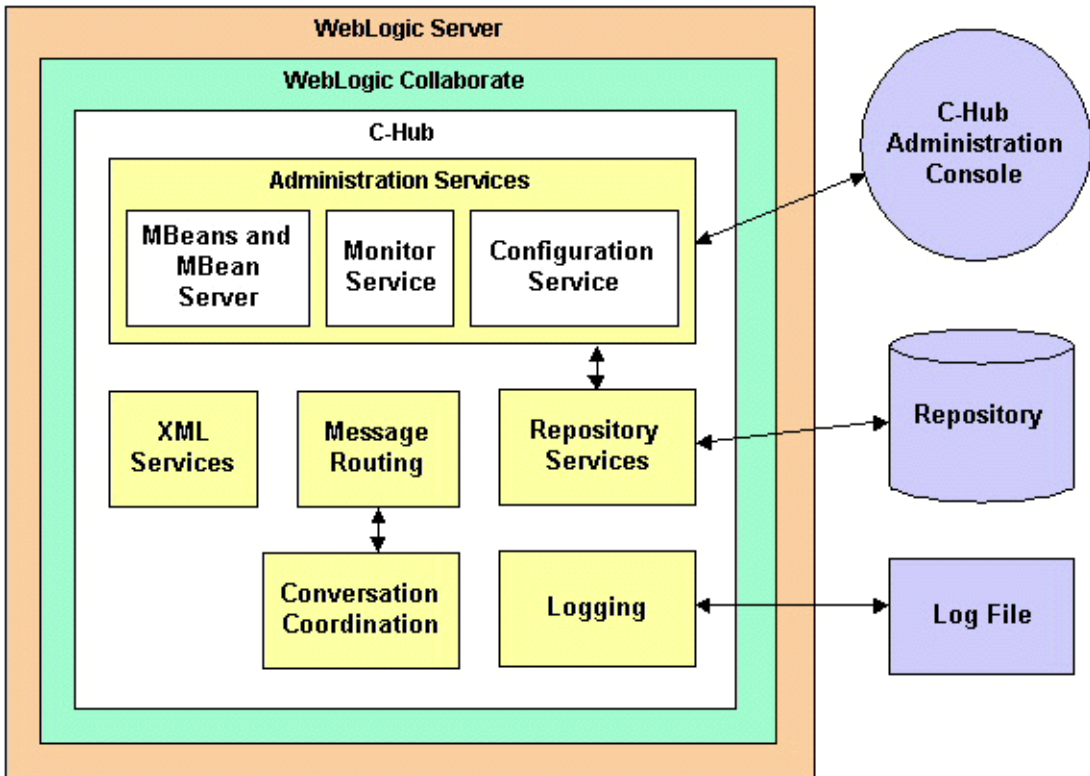 WebLogic Server
WebLogic Collaborate
C-Hub
Administration Services
MBeans and
MBean
Server
Monitor
Service
Configuration
Service
C-Hub
Administration
Console
XML
Services
Message
Routing
Repository
Services
Repository
Conversation
Coordination
Logging
Log File